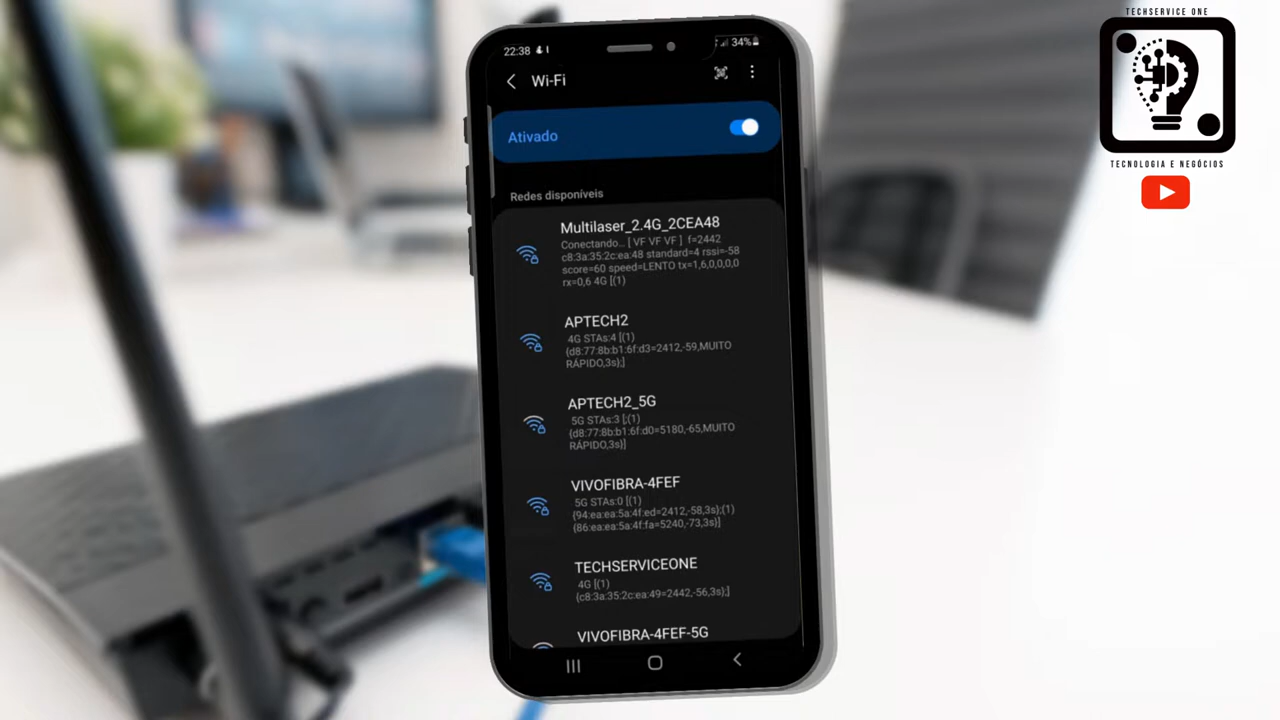 TECHSERVICE ONE
TECNOLOGIA E NEGÓCIOS
22:38
34%
Wi-Fi
Ativado
Redes disponíveis
Multilaser_2.4G_2CEA48
Conectando... [ VF VF VF ] f=2442
c8:3a:35:2c:ea:48 standard=4 rssi=-58
score=60 speed=LENTO tx=1,6,0,0,0,0
rx=0,6 4G [(1)
APTECH2
4G STAs:4 [(1)
{d8:77:8b:b1:6f:d3=2412,-59,MUITO
RÁPIDO,3s};]
APTECH2_5G
5G STAs:3 [;(1)
{d8:77:8b:b1:6f:d0=5180,-65,MUITO
RÁPIDO,3s}]
VIVOFIBRA-4FEF
5G STAs:0 [(1)
{94:ea:ea:5a:4f:ed=2412,-58,3s};(1)
{86:ea:ea:5a:4f:fa=5240,-73,3s}]
TECHSERVICEONE
4G [(1)
{c8:3a:35:2c:ea:49=2442,-56,3s};]
VIVOFIBRA-4FEF-5G